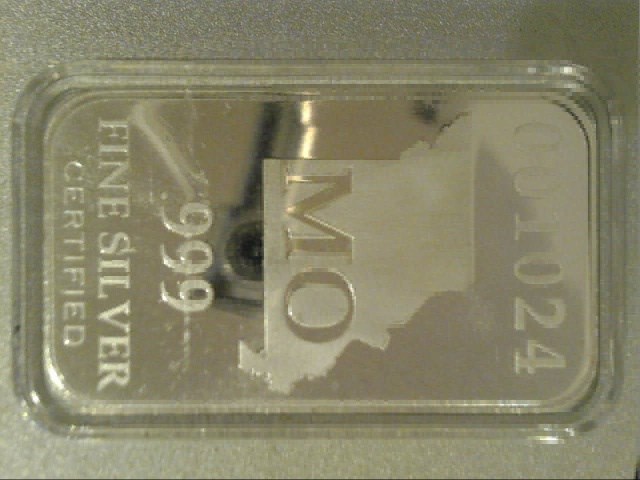 001024
MO
999
FINE SILVER
CERTIFIED